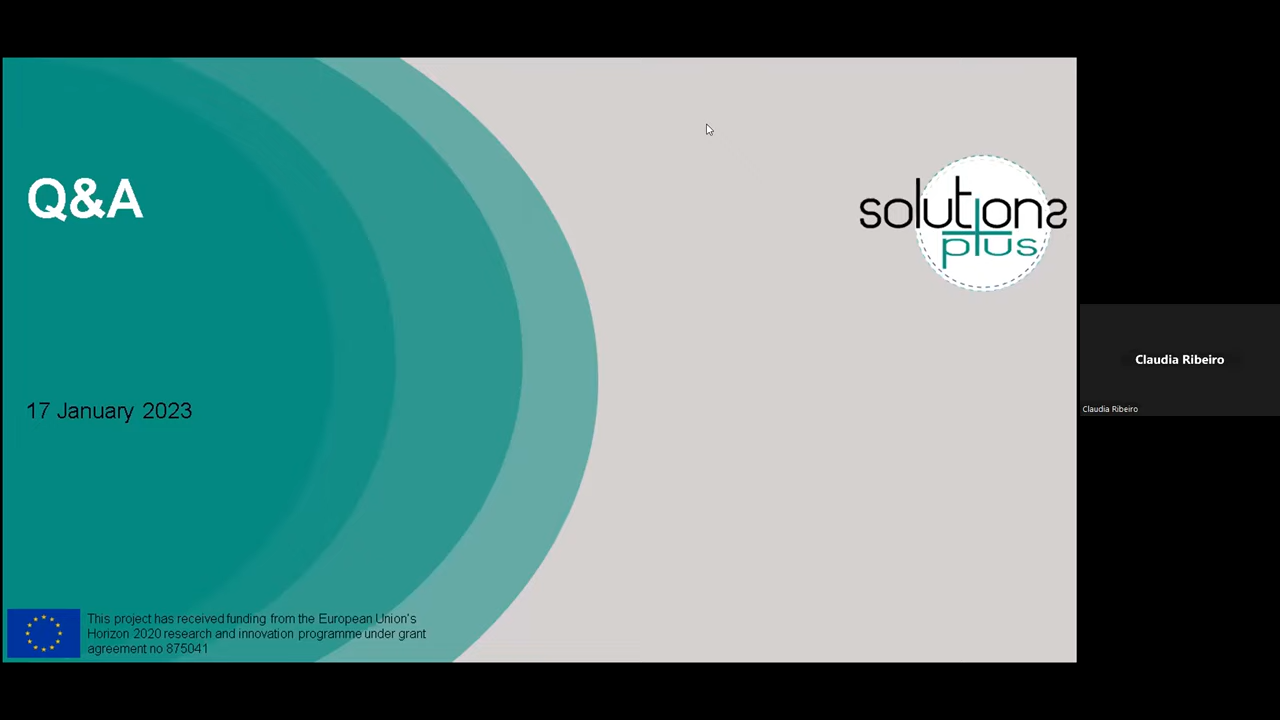 Q&A
solutions
plus
17 January 2023
Claudia Ribeiro
Claudia Ribeiro
This project has received funding from the European Union's
Horizon 2020 research and innovation programme under grant
agreement no 875041